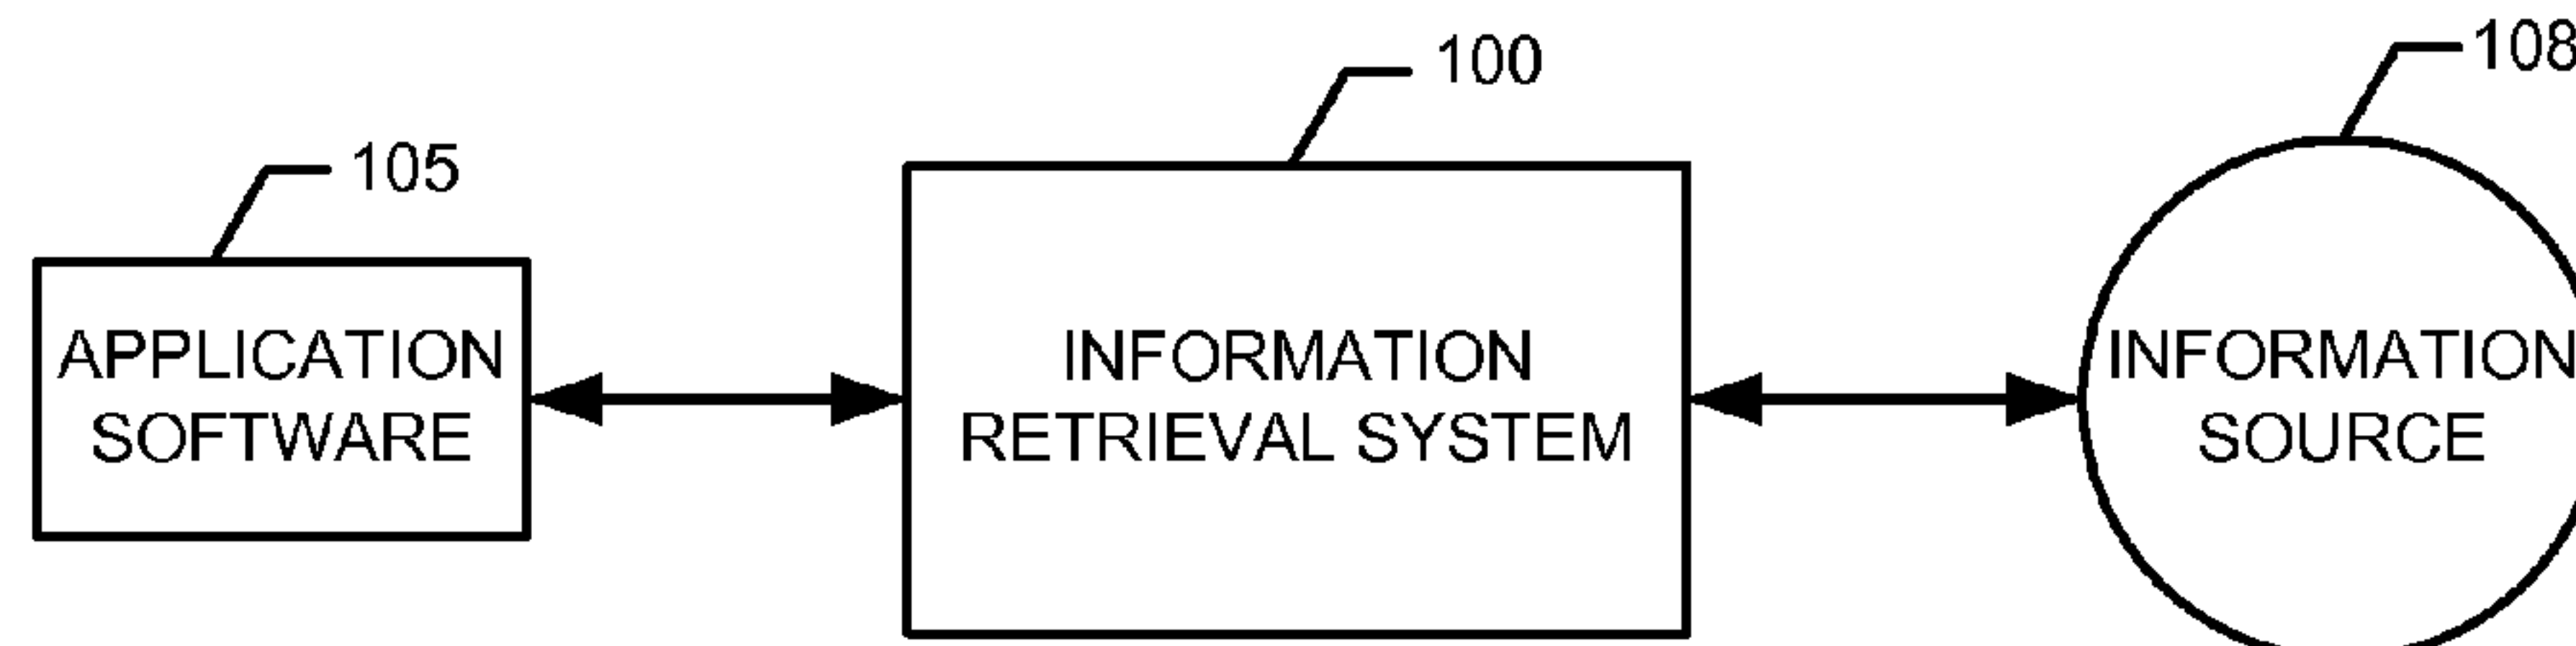 100
108
105
APPLICATION
SOFTWARE
INFORMATION
RETRIEVAL SYSTEM
INFORMATION
SOURCE